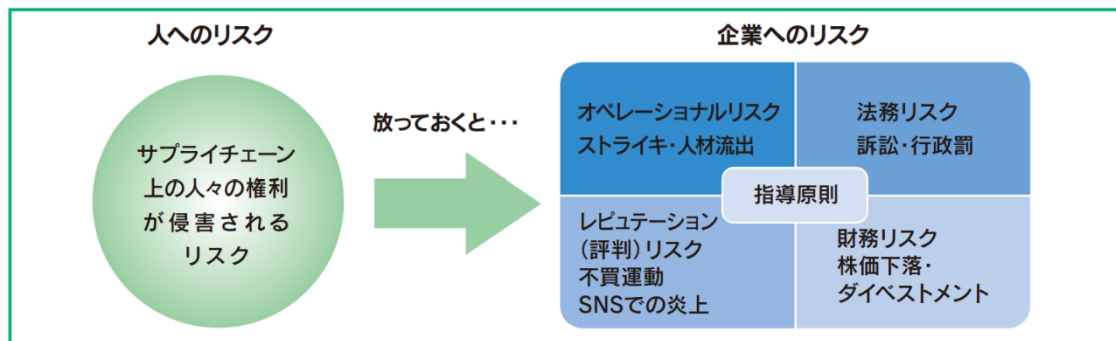 人へのリスク
サプライチェーン
上の人々の権利
が侵害される
リスク
放っておくと･･･
企業へのリスク
オペレーショナルリスク
ストライキ・人材流出
法務リスク
訴訟・行政罰
指導原則
レピュテーション
（評判）リスク
不買運動
SNSでの炎上
財務リスク
株価下落・
ダイベストメント